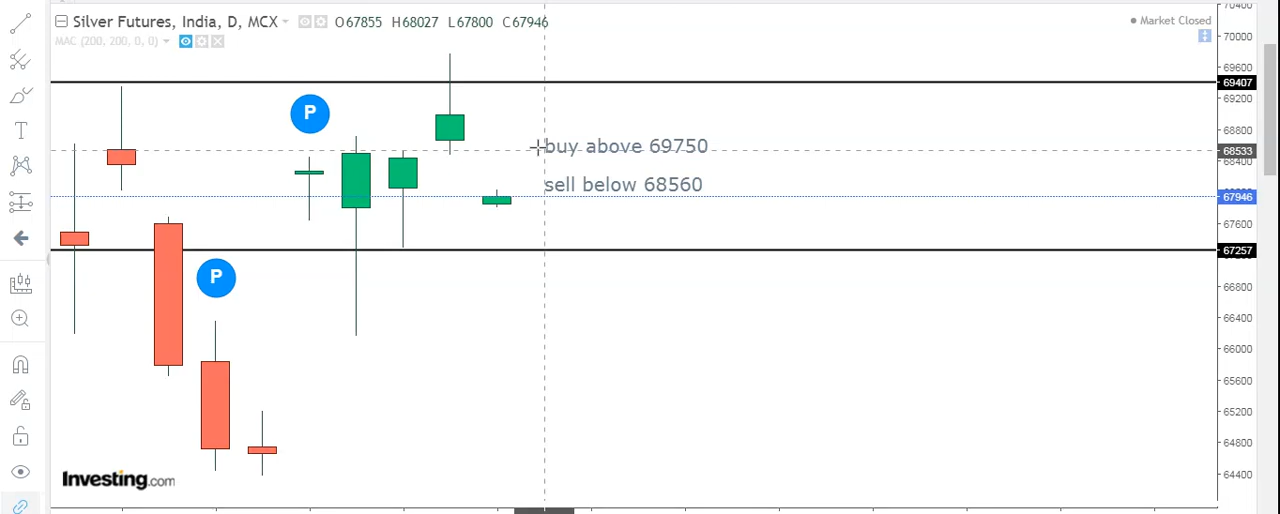 Silver Futures, India, D, MCX O67855 H68027 L67800 C67946
Market Closed
MAC (200, 200, 0, 0)
70400
70000
69600
69407
69200
68800
68533
68400
67946
67600
67257
66800
66400
66000
65600
65200
64800
64400
P
P
buy above 69750
sell below 68560
Investing.com